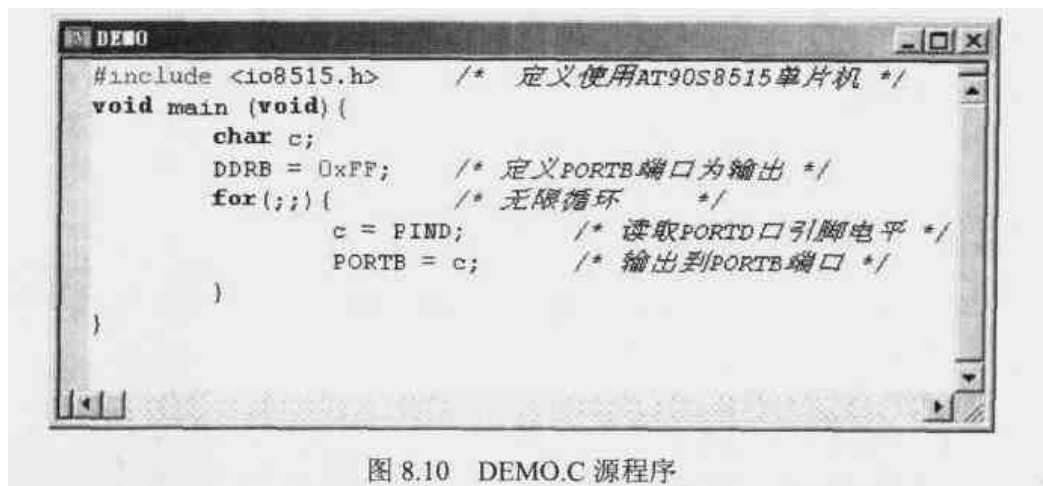 DEMO
#include <io8515.h> /* 定义使用AT90S8515单片机 */
void main (void){
char c;
DDRB = 0xFF; /* 定义PORTB端口为输出 */
for(;;){ /* 无限循环 */
c = PIND; /* 读取PORTD口引脚电平 */
PORTB = c; /* 输出到PORTB端口 */
}
}
图 8.10 DEMO.C 源程序